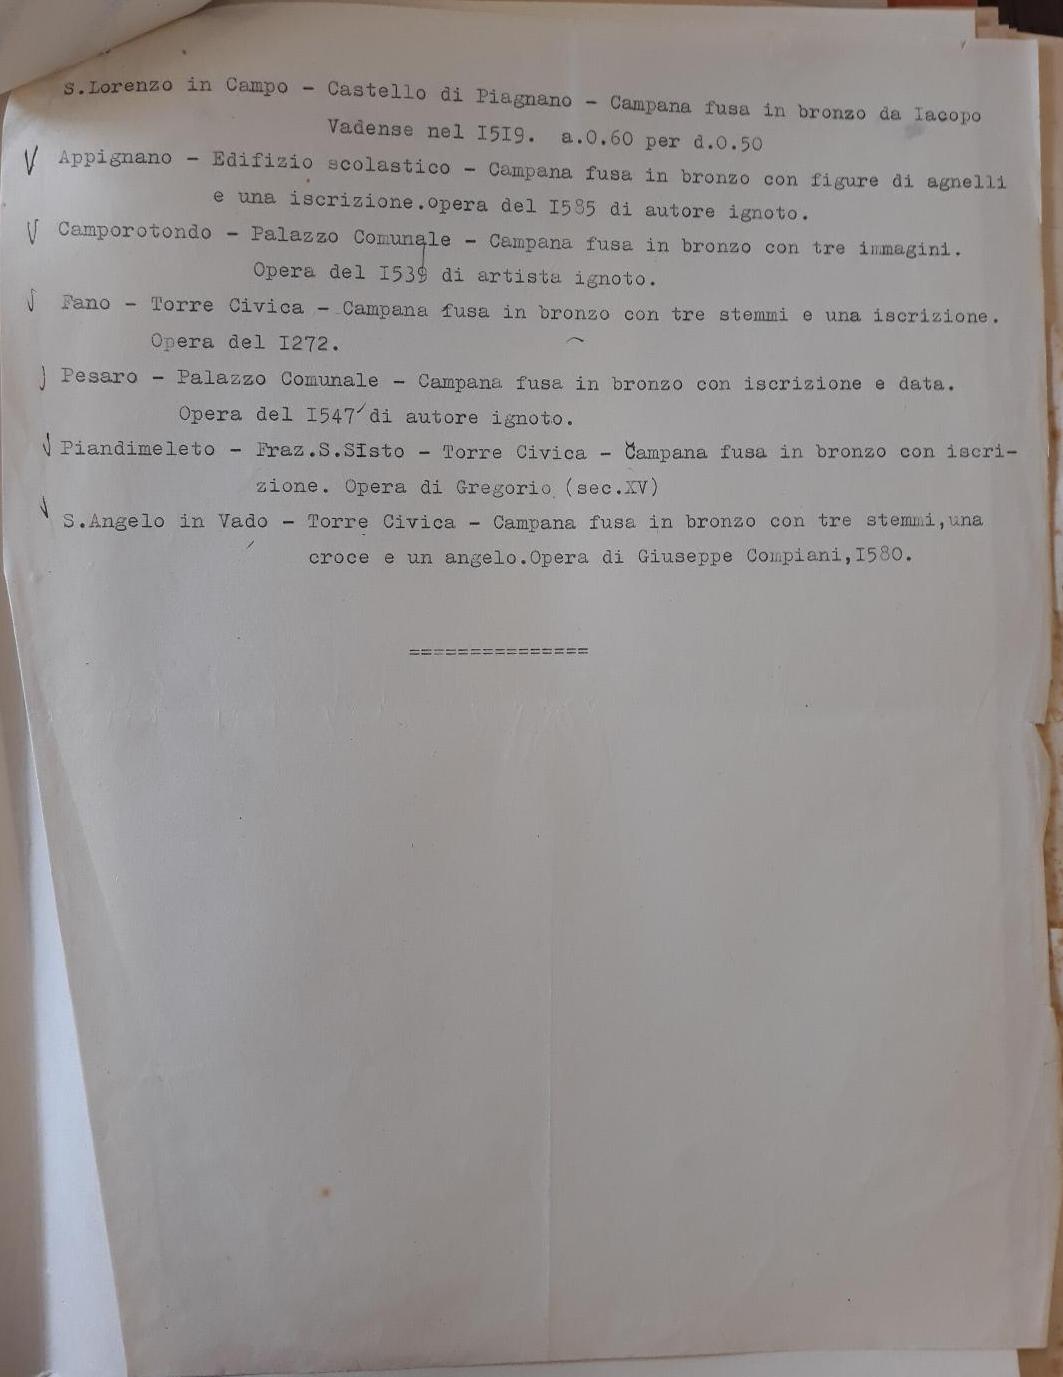 S.Lorenzo in Campo - Castello di Piagnano - Campana fusa in bronzo da Iacopo
Vadense nel I5I9. a.0.60 per d.0.50
Appignano - Edifizio scolastico - Campana fusa in bronzo con figure di agnelli
e una iscrizione.opera del I585 di autore ignoto.
Camporotondo - Palazzo Comunale - Campana fusa in bronzo con tre immagini.
Opera del I539 di artista ignoto.
Fano - Torre Civica - Campana fusa in bronzo con tre stemmi e una iscrizione.
Opera del I272.
Pesaro - Palazzo Comunale - Campana fusa in bronzo con iscrizione e data.
Opera del I547 di autore ignoto.
Piandimeleto - Fraz.S.SIsto - Torre Civica - Campana fusa in bronzo con iscri-
zione. Opera di Gregorio (sec.XV)
S.Angelo in Vado - Torre Civica - Campana fusa in bronzo con tre stemmi,una
croce e un angelo.Opera di Giuseppe Compiani,I580.
===============